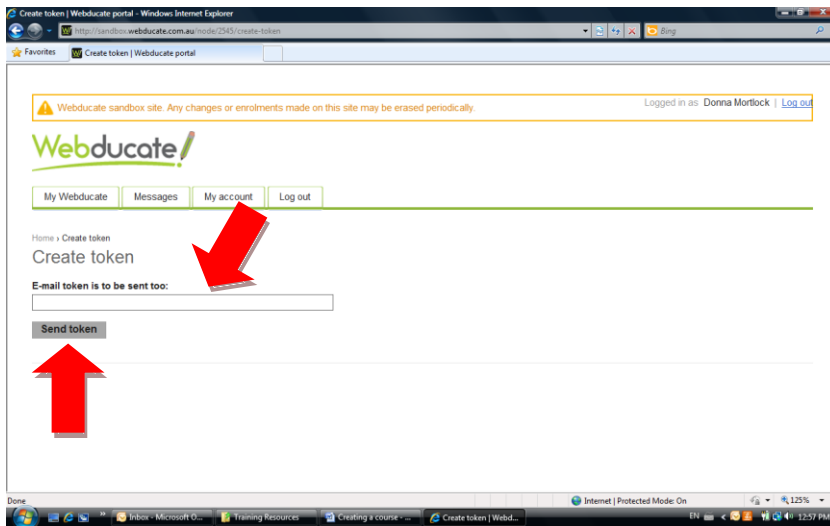 Create token | Webducate portal - Windows Internet Explorer
http://sandbox.webducate.com.au/node/2545/create-token
Bing
Favorites
Create token | Webducate portal
Webducate sandbox site. Any changes or enrolments made on this site may be erased periodically.
Logged in as Donna Mortlock | Log out
Webducate
My Webducate
Messages
My account
Log out
Home › Create token
Create token
E-mail token is to be sent too:
Send token
Done
Internet | Protected Mode: On
125%
Inbox - Microsoft O...
Training Resources
Creating a course - ...
Create token | Webd...
EN
12:57 PM